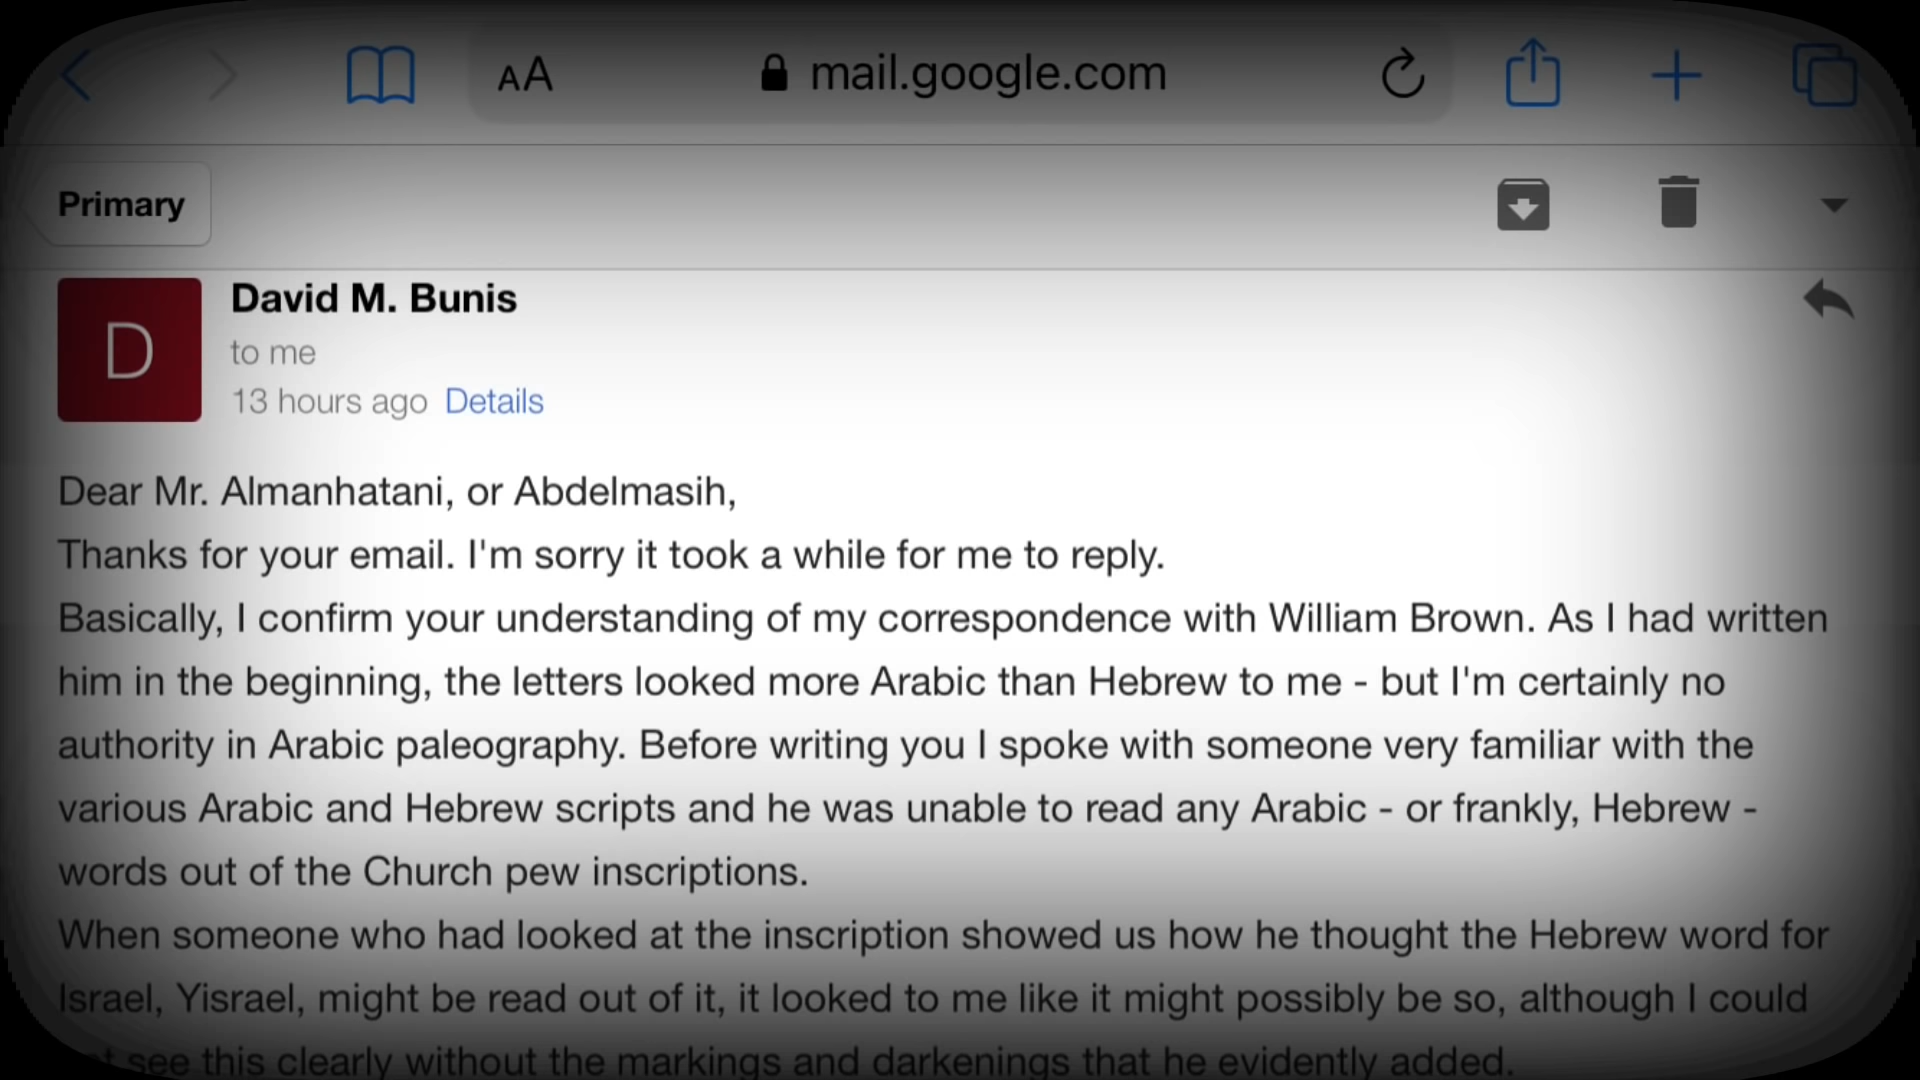 AA mail.google.com
Primary
D
David M. Bunis
to me
13 hours ago Details
Dear Mr. Almanhatani, or Abdelmasih,
Thanks for your email. I'm sorry it took a while for me to reply.
Basically, I confirm your understanding of my correspondence with William Brown. As I had written
him in the beginning, the letters looked more Arabic than Hebrew to me - but I'm certainly no
authority in Arabic paleography. Before writing you I spoke with someone very familiar with the
various Arabic and Hebrew scripts and he was unable to read any Arabic - or frankly, Hebrew -
words out of the Church pew inscriptions.
When someone who had looked at the inscription showed us how he thought the Hebrew word for
Israel, Yisrael, might be read out of it, it looked to me like it might possibly be so, although I could
see this clearly without the markings and darkenings that he evidently added.